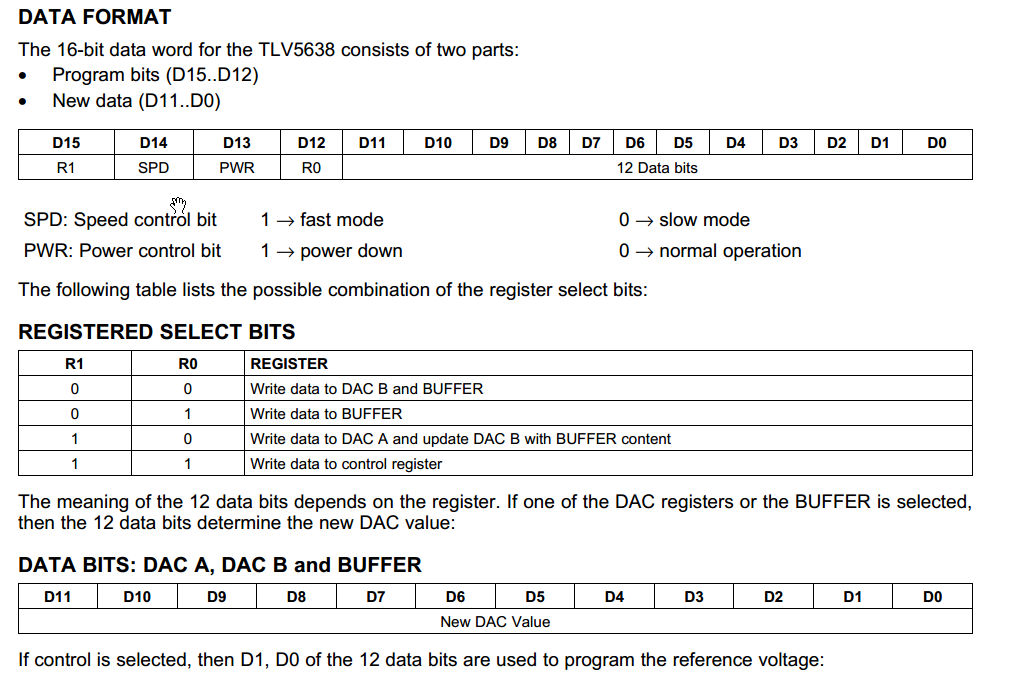 DATA FORMAT
The 16-bit data word for the TLV5638 consists of two parts:
• Program bits (D15..D12)
• New data (D11..D0)
D15 D14 D13 D12 D11 D10 D9 D8 D7 D6 D5 D4 D3 D2 D1 D0
R1 SPD PWR R0 12 Data bits
SPD: Speed control bit 1 → fast mode 0 → slow mode
PWR: Power control bit 1 → power down 0 → normal operation
The following table lists the possible combination of the register select bits:
REGISTERED SELECT BITS
R1 R0 REGISTER
0 0 Write data to DAC B and BUFFER
0 1 Write data to BUFFER
1 0 Write data to DAC A and update DAC B with BUFFER content
1 1 Write data to control register
The meaning of the 12 data bits depends on the register. If one of the DAC registers or the BUFFER is selected,
then the 12 data bits determine the new DAC value:
DATA BITS: DAC A, DAC B and BUFFER
D11 D10 D9 D8 D7 D6 D5 D4 D3 D2 D1 D0
New DAC Value
If control is selected, then D1, D0 of the 12 data bits are used to program the reference voltage: